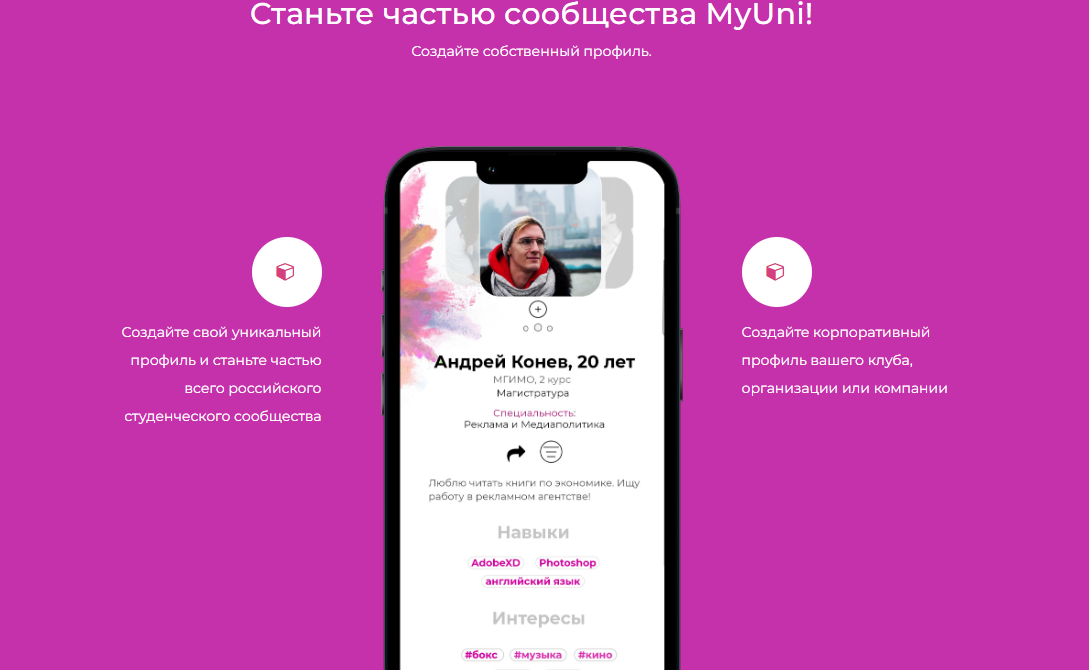 Станьте частью сообщества MyUni!
Создайте собственный профиль.
Создайте свой уникальный
профиль и станьте частью
всего российского
студенческого сообщества
Андрей Конев, 20 лет
МГИМО, 2 курс
Магистратура
Специальность:
Реклама и Медиаполитика
Люблю читать книги по экономике. Ищу
работу в рекламном агентстве!
Навыки
AdobeXD Photoshop
английский язык
Интересы
#бокс #музыка #кино
Создайте корпоративный
профиль вашего клуба,
организации или компании